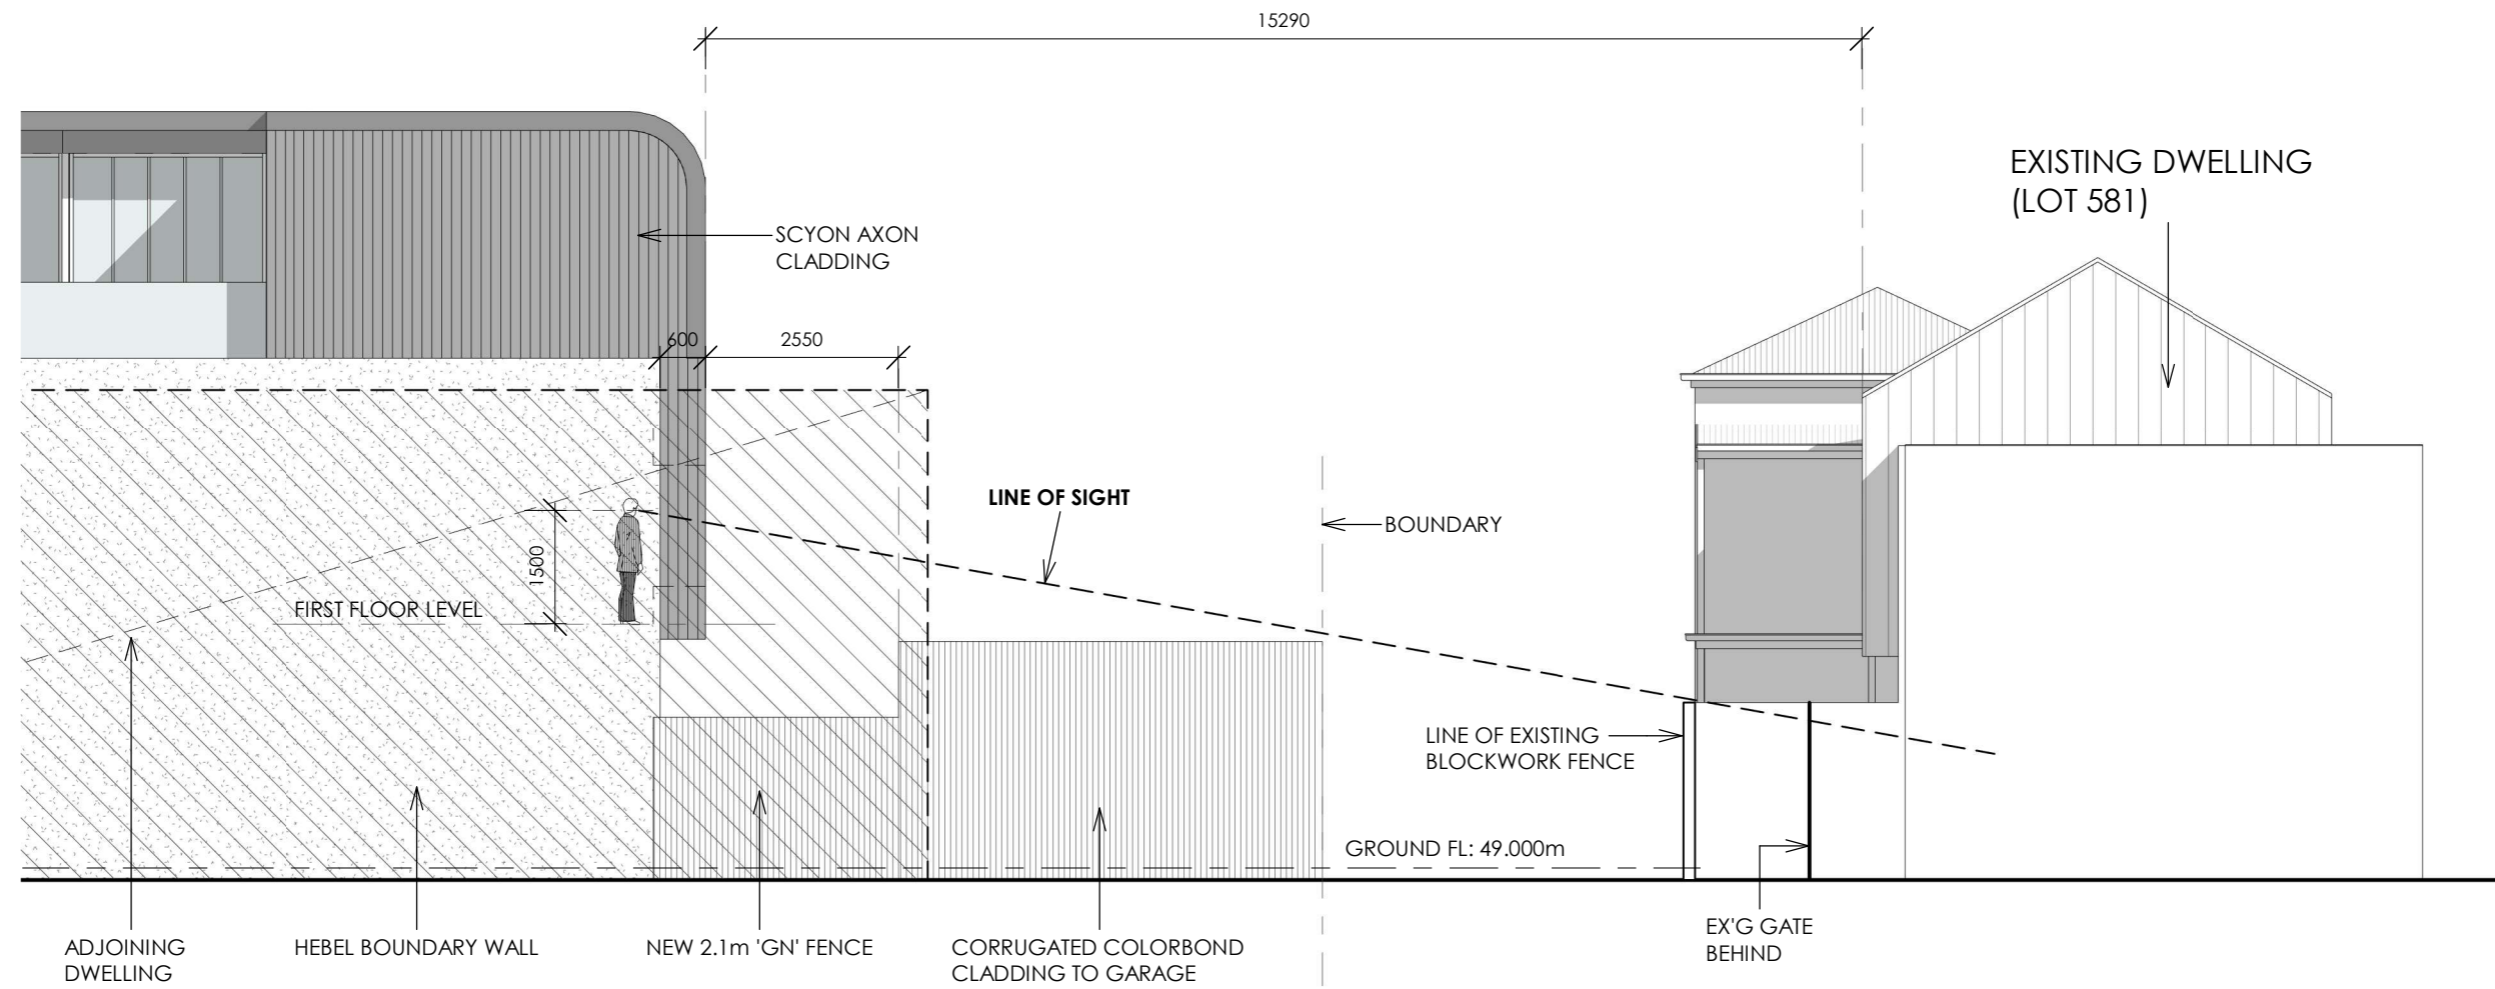 15290
EXISTING DWELLING
(LOT 581)
SCYON AXON
CLADDING
600
2550
LINE OF SIGHT
BOUNDARY
1500
FIRST FLOOR LEVEL
LINE OF EXISTING
BLOCKWORK FENCE
GROUND FL: 49.000m
ADJOINING
DWELLING
HEBEL BOUNDARY WALL
NEW 2.1m 'GN' FENCE
CORRUGATED COLORBOND
CLADDING TO GARAGE
EX'G GATE
BEHIND